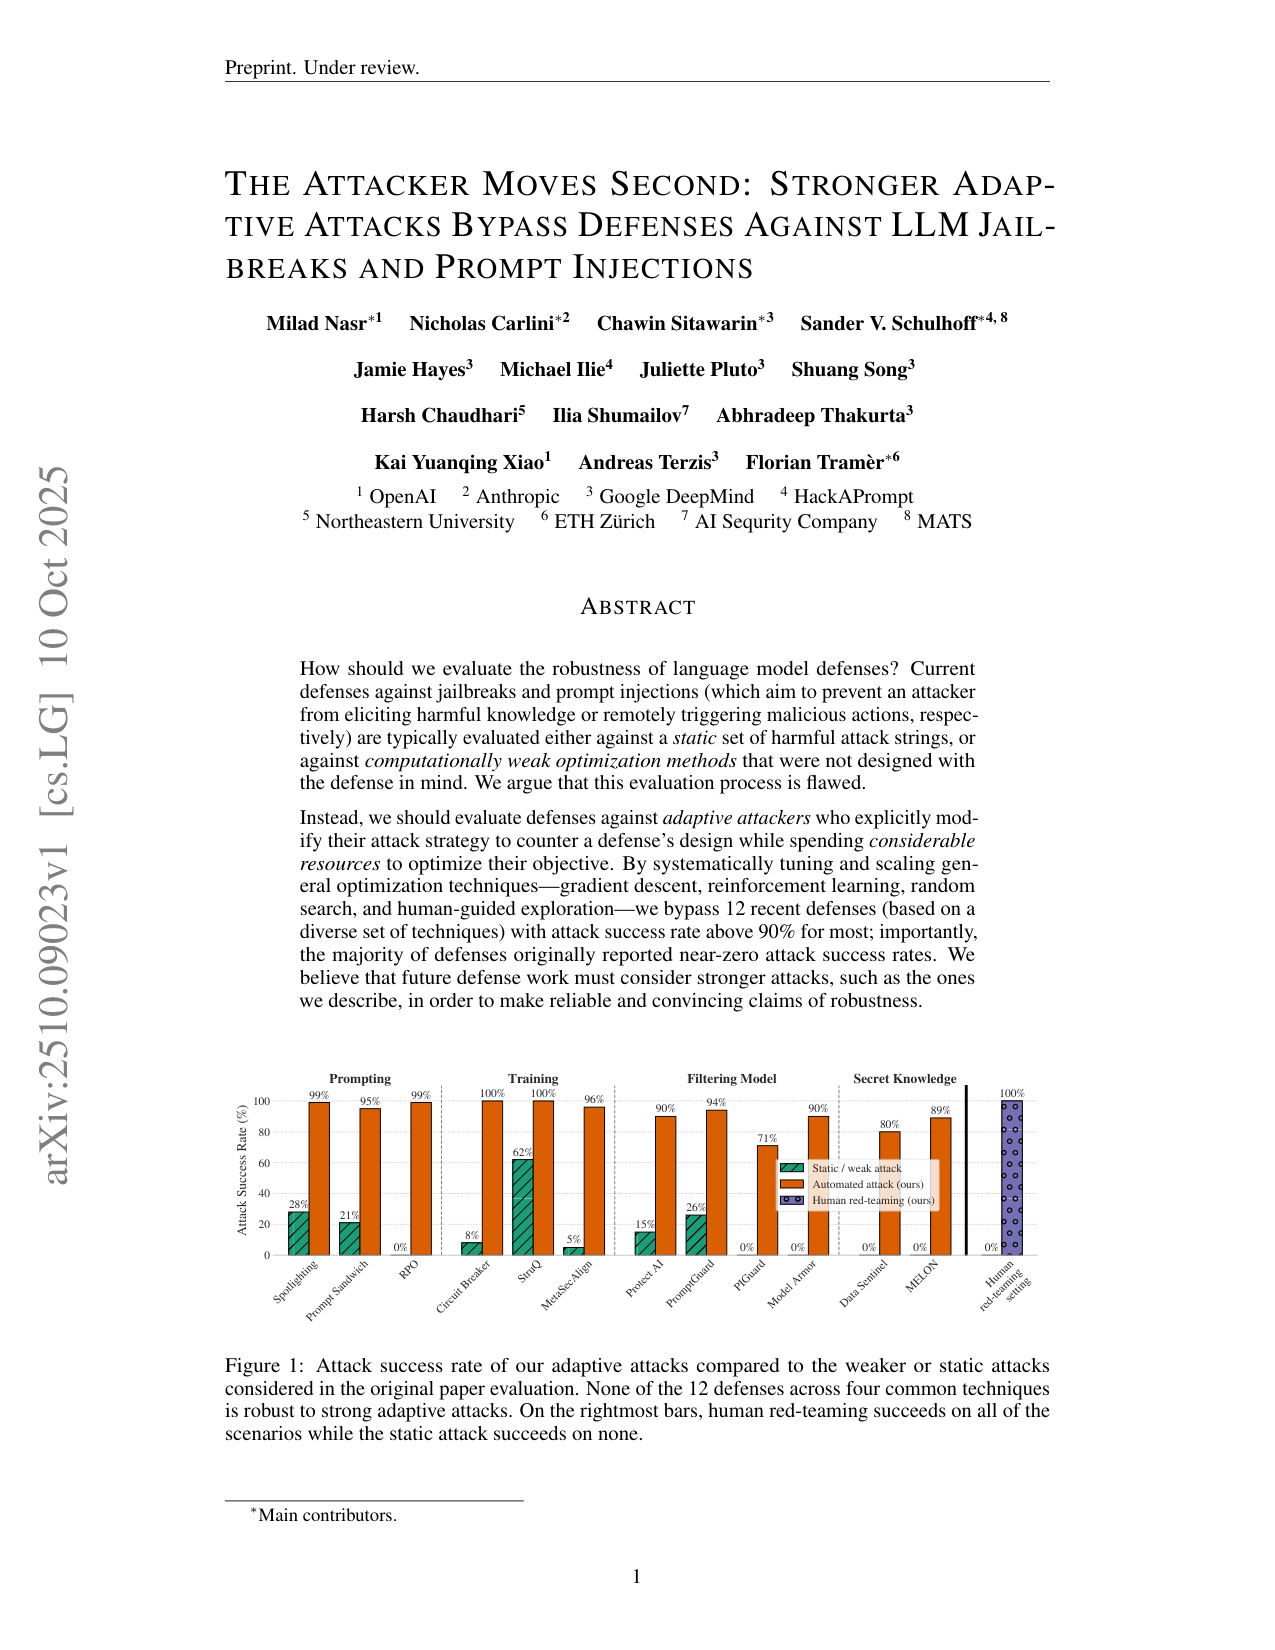 Preprint. Under review.
THE ATTACKER MOVES SECOND: STRONGER ADAP-
TIVE ATTACKS BYPASS DEFENSES AGAINST LLM JAIL-
BREAKS AND PROMPT INJECTIONS
Milad Nasr*1 Nicholas Carlini*2 Chawin Sitawarin*3 Sander V. Schulhoff*4, 8
Jamie Hayes3 Michael Ilie4 Juliette Pluto3 Shuang Song3
Harsh Chaudhari5 Ilia Shumailov7 Abhradeep Thakurta3
Kai Yuanqing Xiao1 Andreas Terzis3 Florian Tramèr*6
1 OpenAI 2 Anthropic 3 Google DeepMind 4 HackAPrompt
5 Northeastern University 6 ETH Zürich 7 AI Sequrity Company 8 MATS
arXiv:2510.09023v1 [cs.LG] 10 Oct 2025
ABSTRACT
How should we evaluate the robustness of language model defenses? Current
defenses against jailbreaks and prompt injections (which aim to prevent an attacker
from eliciting harmful knowledge or remotely triggering malicious actions, respec-
tively) are typically evaluated either against a static set of harmful attack strings, or
against computationally weak optimization methods that were not designed with
the defense in mind. We argue that this evaluation process is flawed.
Instead, we should evaluate defenses against adaptive attackers who explicitly mod-
ify their attack strategy to counter a defense's design while spending considerable
resources to optimize their objective. By systematically tuning and scaling gen-
eral optimization techniques—gradient descent, reinforcement learning, random
search, and human-guided exploration—we bypass 12 recent defenses (based on a
diverse set of techniques) with attack success rate above 90% for most; importantly,
the majority of defenses originally reported near-zero attack success rates. We
believe that future defense work must consider stronger attacks, such as the ones
we describe, in order to make reliable and convincing claims of robustness.
Prompting Training Filtering Model Secret Knowledge
Attack Success Rate (%)
100
80
60
40
20
0
28% 99% 21% 95% 0% 99%
8% 100% 62% 100% 5% 96%
15% 90% 26% 94% 0% 71% 0% 90%
0% 80% 0% 89%
0% 100%
Static / weak attack
Automated attack (ours)
Human red-teaming (ours)
Spotlighting
Prompt Sandwich
RPO
Circuit Breaker
StruQ
MetaSecAlign
Protect AI
PromptGuard
PIGuard
Model Armor
Data Sentinel
MELON
Human
red-teaming
setting
Figure 1: Attack success rate of our adaptive attacks compared to the weaker or static attacks
considered in the original paper evaluation. None of the 12 defenses across four common techniques
is robust to strong adaptive attacks. On the rightmost bars, human red-teaming succeeds on all of the
scenarios while the static attack succeeds on none.
*Main contributors.
1